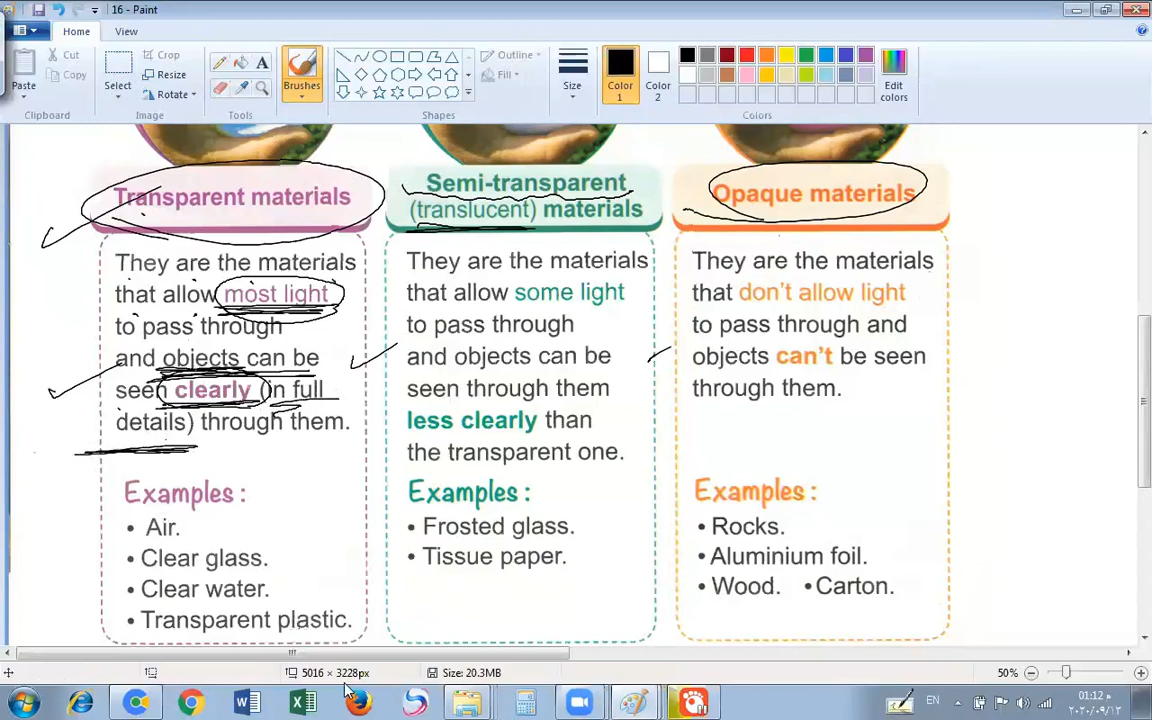 16 - Paint
Home
View
Paste
Cut
Copy
Clipboard
Select
Crop
Resize
Rotate
Image
Tools
Brushes
Shapes
Outline
Fill
Size
Color 1
Color 2
Edit colors
Colors
Transparent materials
They are the materials
that allow most light
to pass through
and objects can be
seen clearly (in full
details) through them.
Examples :
• Air.
• Clear glass.
• Clear water.
• Transparent plastic.
Semi-transparent
(translucent) materials
They are the materials
that allow some light
to pass through
and objects can be
seen through them
less clearly than
the transparent one.
Examples :
• Frosted glass.
• Tissue paper.
Opaque materials
They are the materials
that don't allow light
to pass through and
objects can't be seen
through them.
Examples :
• Rocks.
• Aluminium foil.
• Wood. • Carton.
5016 × 3228px
Size: 20.3MB
50%
EN
٠١:١٢ م
٢٠٢٠/٠٩/١٣